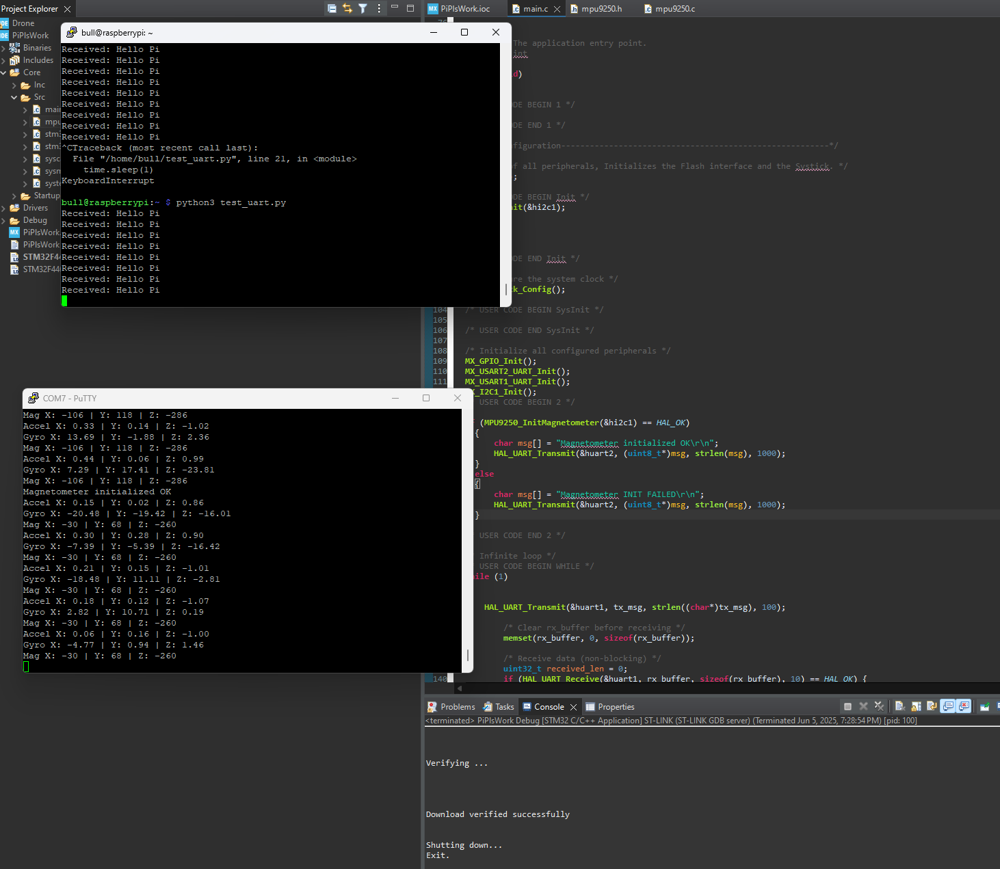 Project Explorer
Drone
PiPIsWork
Binaries
Includes
Core
Inc
Src
Startup
Drivers
Debug
PiPIsWork
PiPIsWork
STM32F44
STM32F44
bull@raspberrypi: ~
Received: Hello Pi
Received: Hello Pi
Received: Hello Pi
Received: Hello Pi
Received: Hello Pi
Received: Hello Pi
Received: Hello Pi
Received: Hello Pi
Received: Hello Pi
^CTraceback (most recent call last):
File "/home/bull/test_uart.py", line 21, in <module>
time.sleep(1)
KeyboardInterrupt
bull@raspberrypi:~ $ python3 test_uart.py
Received: Hello Pi
Received: Hello Pi
Received: Hello Pi
Received: Hello Pi
Received: Hello Pi
Received: Hello Pi
Received: Hello Pi
Received: Hello Pi
COM7 - PuTTY
Mag X: -106 | Y: 118 | Z: -286
Accel X: 0.33 | Y: 0.14 | Z: -1.02
Gyro X: 13.69 | Y: -1.88 | Z: 2.36
Mag X: -106 | Y: 118 | Z: -286
Accel X: 0.44 | Y: 0.06 | Z: 0.99
Gyro X: 7.29 | Y: 17.41 | Z: -23.81
Mag X: -106 | Y: 118 | Z: -286
Magnetometer initialized OK
Accel X: 0.15 | Y: 0.02 | Z: 0.86
Gyro X: -20.48 | Y: -19.42 | Z: -16.01
Mag X: -30 | Y: 68 | Z: -260
Accel X: 0.30 | Y: 0.28 | Z: 0.90
Gyro X: -7.39 | Y: -5.39 | Z: -16.42
Mag X: -30 | Y: 68 | Z: -260
Accel X: 0.21 | Y: 0.15 | Z: -1.01
Gyro X: -18.48 | Y: 11.11 | Z: -2.81
Mag X: -30 | Y: 68 | Z: -260
Accel X: 0.18 | Y: 0.12 | Z: -1.07
Gyro X: 2.82 | Y: 10.71 | Z: 0.19
Mag X: -30 | Y: 68 | Z: -260
Accel X: 0.06 | Y: 0.16 | Z: -1.00
Gyro X: -4.77 | Y: 0.94 | Z: 1.46
Mag X: -30 | Y: 68 | Z: -260
PiPIsWork.ioc
main.c
mpu9250.h
mpu9250.c
The application entry point.
int
d)
DE BEGIN 1 */
DE END 1 */
figuration--------------------------------------------------------*/
f all peripherals, Initializes the Flash interface and the Systick. */
;
DE BEGIN Init */
it(&hi2c1);
DE END Init */
re the system clock */
k_Config();
104 /* USER CODE BEGIN SysInit */
105
106 /* USER CODE END SysInit */
107
108 /* Initialize all configured peripherals */
109 MX_GPIO_Init();
110 MX_USART2_UART_Init();
111 MX_USART1_UART_Init();
X_I2C1_Init();
USER CODE BEGIN 2 */
(MPU9250_InitMagnetometer(&hi2c1) == HAL_OK)
{
char msg[] = "Magnetometer initialized OK\r\n";
HAL_UART_Transmit(&huart2, (uint8_t*)msg, strlen(msg), 1000);
}
else
{
char msg[] = "Magnetometer INIT FAILED\r\n";
HAL_UART_Transmit(&huart2, (uint8_t*)msg, strlen(msg), 1000);
}
USER CODE END 2 */
Infinite loop */
USER CODE BEGIN WHILE */
ile (1)
HAL_UART_Transmit(&huart1, tx_msg, strlen((char*)tx_msg), 100);
/* Clear rx_buffer before receiving */
memset(rx_buffer, 0, sizeof(rx_buffer));
/* Receive data (non-blocking) */
uint32_t received_len = 0;
140 if (HAL_UART_Receive(&huart1, rx_buffer, sizeof(rx_buffer), 10) == HAL_OK) {
Problems
Tasks
Console
Properties
<terminated> PiPIsWork Debug [STM32 C/C++ Application] ST-LINK (ST-LINK GDB server) (Terminated Jun 5, 2025, 7:28:54 PM) [pid: 100]
Verifying ...
Download verified successfully
Shutting down...
Exit.